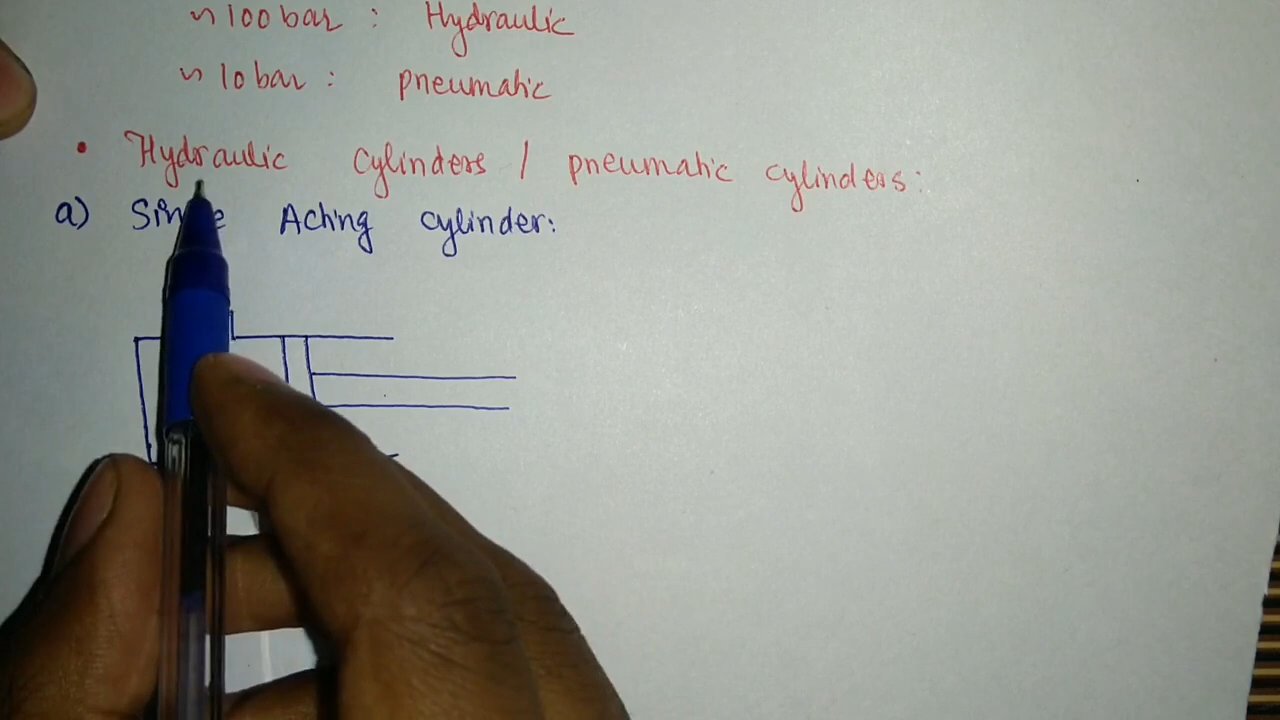 ~ 100 bar : Hydraulic
~ 10 bar : pneumatic
• Hydraulic cylinders / pneumatic cylinders:
a) Acting cylinder: